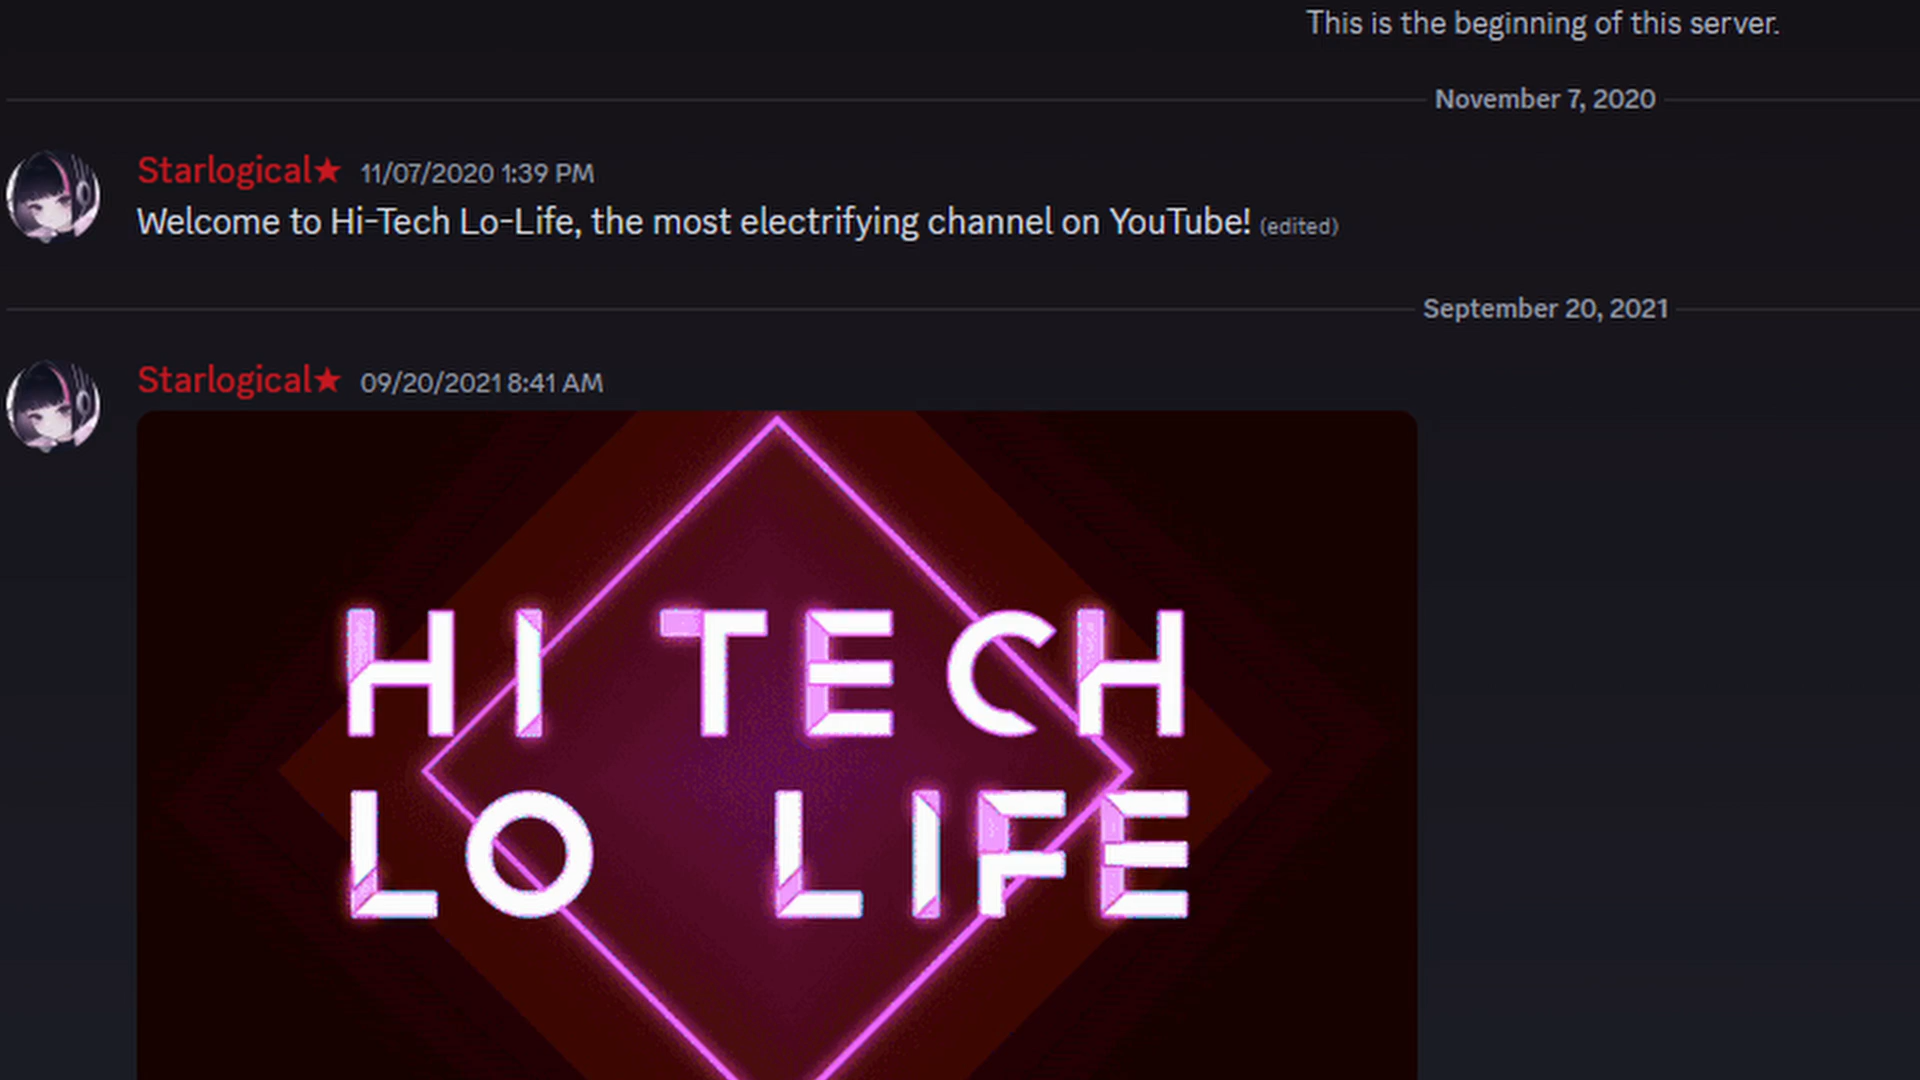 This is the beginning of this server.
November 7, 2020
Starlogical★ 11/07/2020 1:39 PM
Welcome to Hi-Tech Lo-Life, the most electrifying channel on YouTube! (edited)
September 20, 2021
Starlogical★ 09/20/2021 8:41 AM
HI TECH
LO LIFE